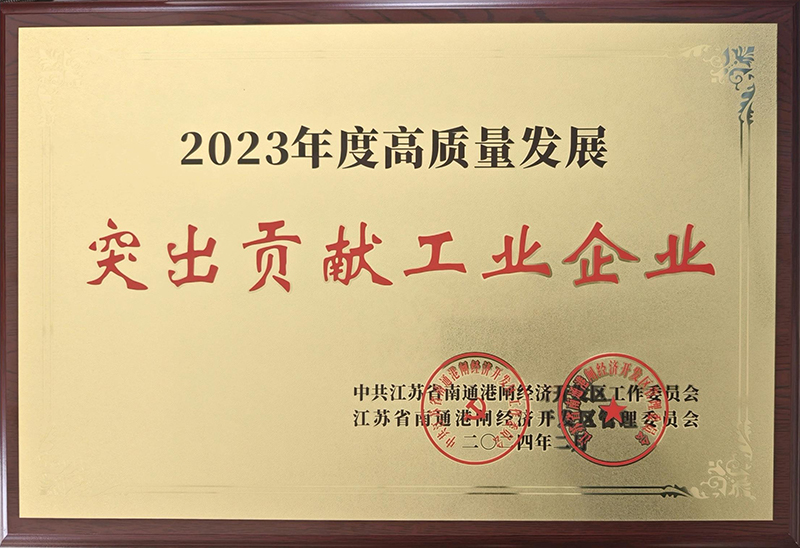 2023年度高质量发展
突出贡献工业企业
中共江苏省南通港闸经济开发区工作委员会
江苏省南通港闸经济开发区管理委员会
二〇二四年二月